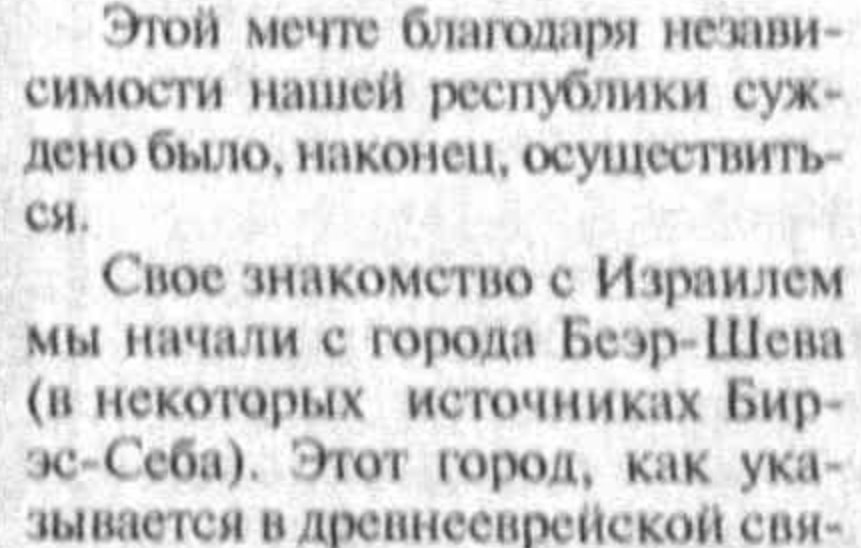 Этой мечте благодаря незави-
симости нашей республики суж-
дено было, наконец, осуществить-
ся.
Свое знакомство с Израилем
мы начали с города Беэр-Шева
(в некоторых источниках Бир-
эс-Себа). Этот город, как ука-
зывается в древнееврейской свя-